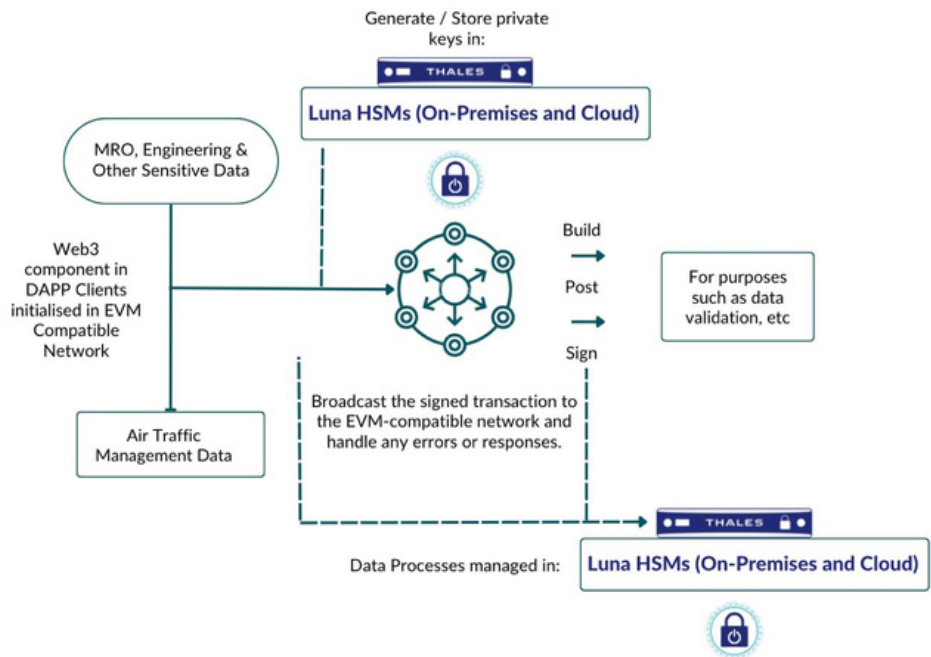 Generate / Store private
keys in:
THALES
Luna HSMs (On-Premises and Cloud)
MRO, Engineering &
Other Sensitive Data
Web3
component in
DAPP Clients
initialised in EVM
Compatible
Network
Build
Post
Sign
For purposes
such as data
validation, etc
Broadcast the signed transaction to
the EVM-compatible network and
handle any errors or responses.
Air Traffic
Management Data
THALES
Data Processes managed in:
Luna HSMs (On-Premises and Cloud)